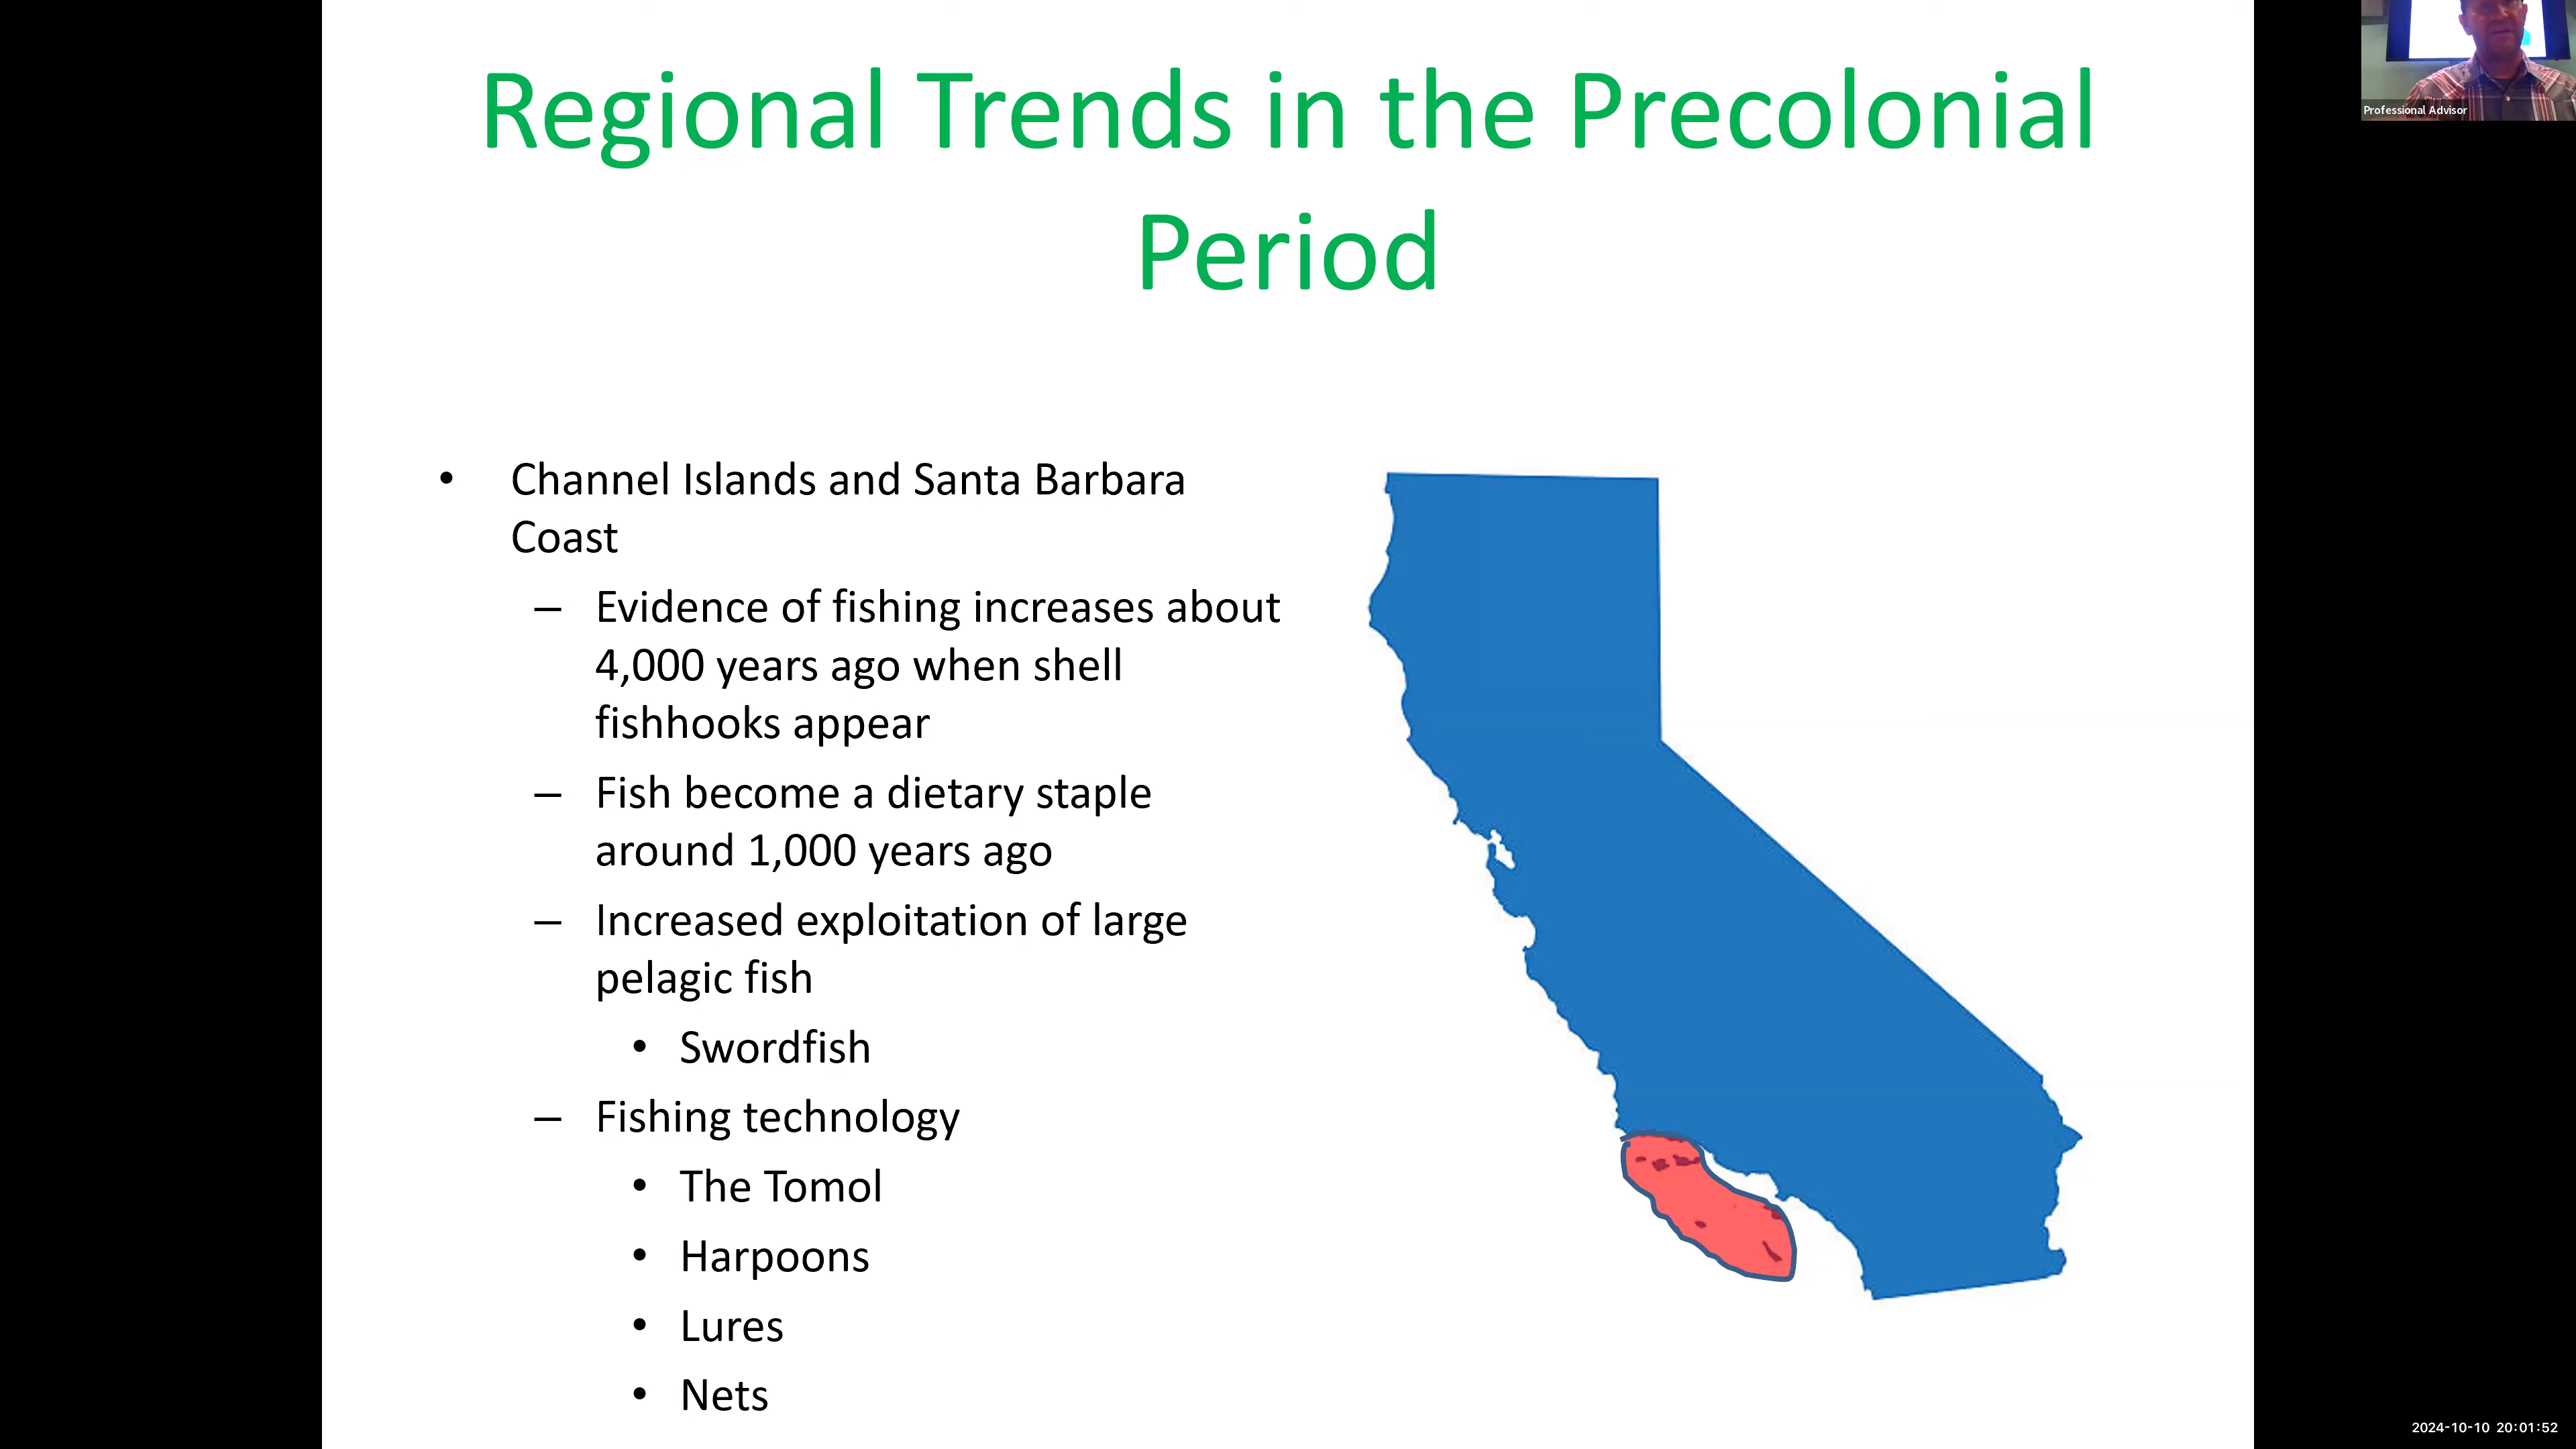 Regional Trends in the Precolonial
Period
Professional Advisor
• Channel Islands and Santa Barbara
Coast
– Evidence of fishing increases about
4,000 years ago when shell
fishhooks appear
– Fish become a dietary staple
around 1,000 years ago
– Increased exploitation of large
pelagic fish
• Swordfish
– Fishing technology
• The Tomol
• Harpoons
• Lures
• Nets
2024-10-10 20:01:52